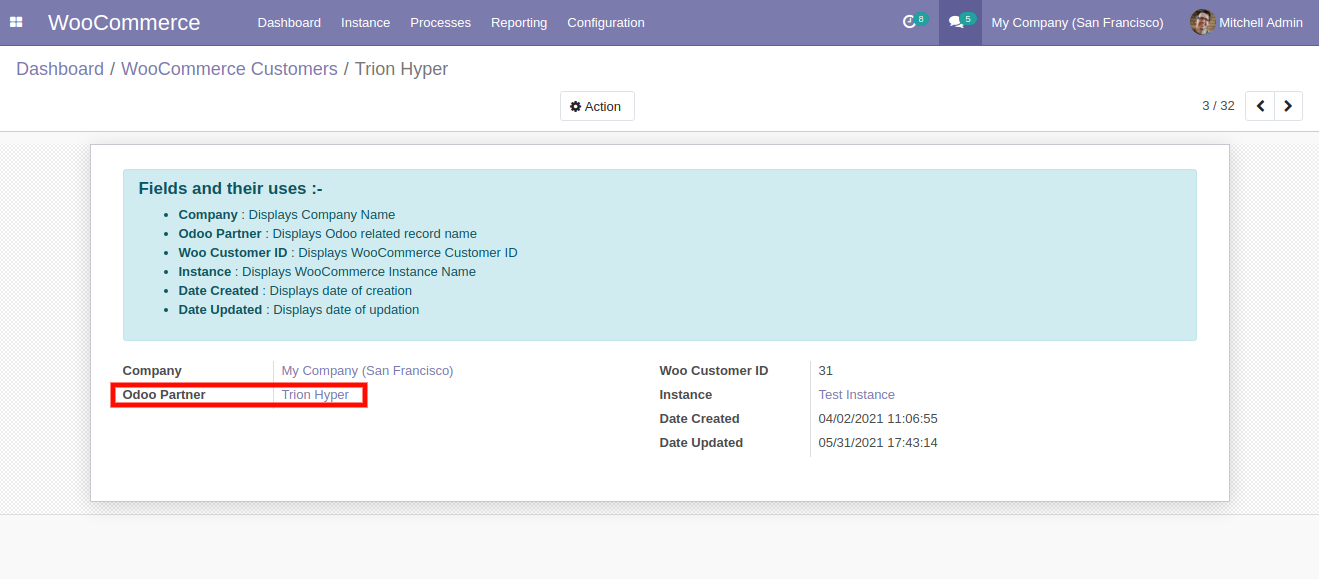 WooCommerce Dashboard Instance Processes Reporting Configuration 8 5 My Company (San Francisco) Mitchell Admin
Dashboard / WooCommerce Customers / Trion Hyper
Action 3 / 32
Fields and their uses :-
• Company : Displays Company Name
• Odoo Partner : Displays Odoo related record name
• Woo Customer ID : Displays WooCommerce Customer ID
• Instance : Displays WooCommerce Instance Name
• Date Created : Displays date of creation
• Date Updated : Displays date of updation
Company My Company (San Francisco) Woo Customer ID 31
Odoo Partner Trion Hyper Instance Test Instance
Date Created 04/02/2021 11:06:55
Date Updated 05/31/2021 17:43:14